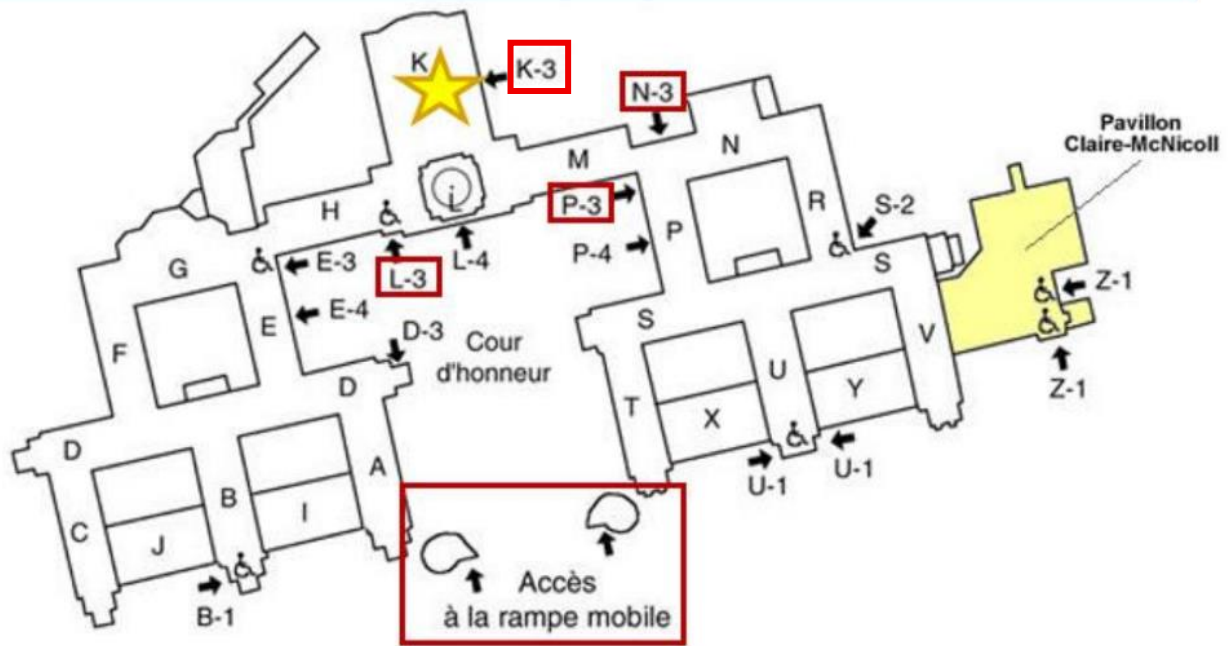 K
K-3
N-3
Pavillon
Claire-McNicoll
M
N
H
L
P-3
R
S-2
G
E-3
L-3
L-4
P-4
P
S
Z-1
E
E-4
D-3
Cour
d'honneur
S
F
D
U
V
Z-1
T
X
Y
D
A
U-1
U-1
C
B
I
J
B-1
Accès
à la rampe mobile